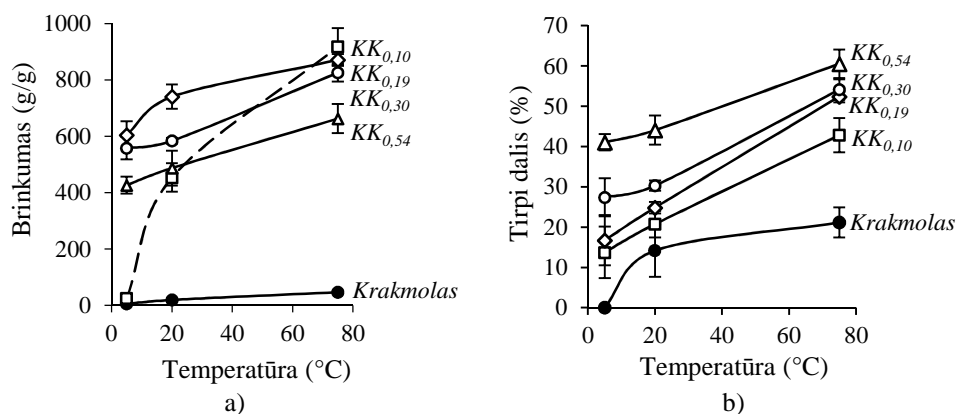 Brinkumas (g/g)
1000
800
600
400
200
0
0 20 40 60 80
Temperatūra (°C)
KK0,10
KK0,19
KK0,30
KK0,54
Krakmolas
a)
Tirpi dalis (%)
70
60
50
40
30
20
10
0
0 20 40 60 80
Temperatūra (°C)
KK0,54
KK0,30
KK0,19
KK0,10
Krakmolas
b)